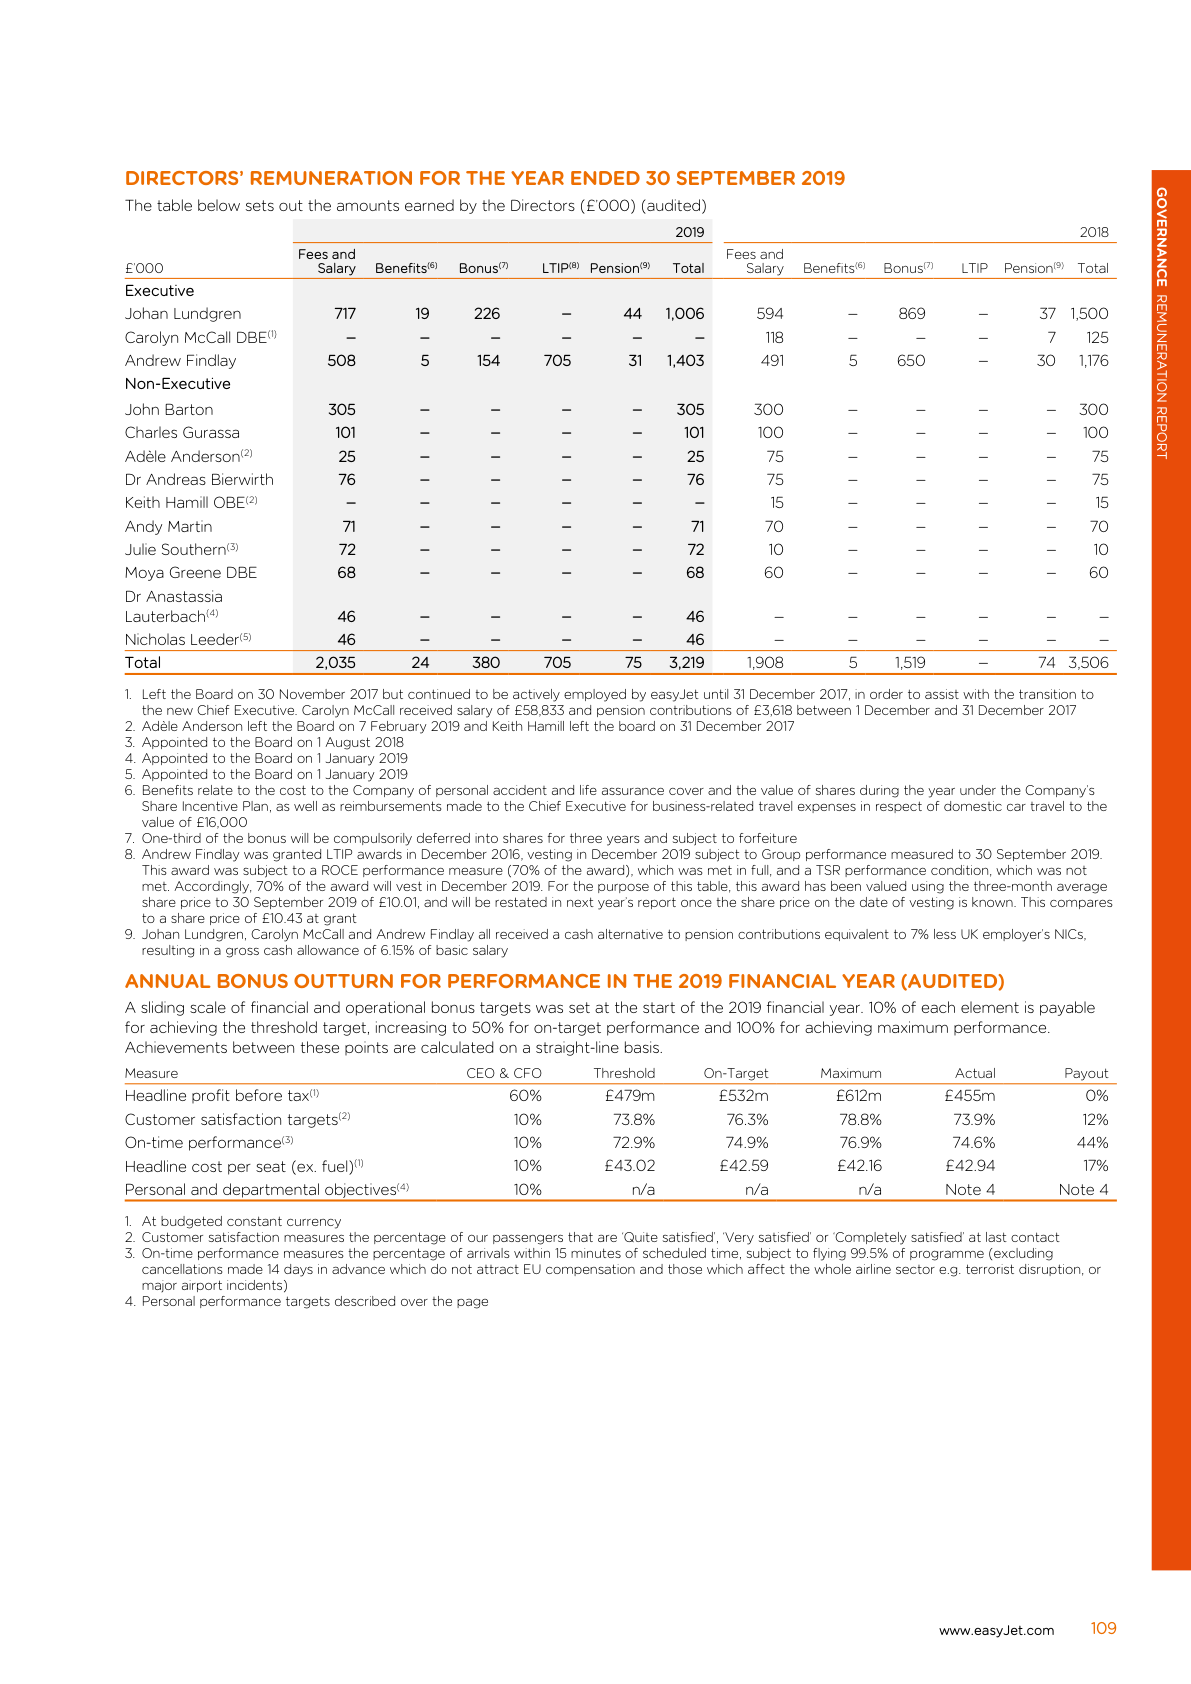 DIRECTORS’ REMUNERATION FOR THE YEAR ENDED 30 SEPTEMBER 2019
The table below sets out the amounts earned by the Directors (£’000) (audited)
2019 2018
£’000 Fees and Salary Benefits(6) Bonus(7) LTIP(8) Pension(9) Total Fees and Salary Benefits(6) Bonus(7) LTIP Pension(9) Total
Executive
Johan Lundgren 717 19 226 – 44 1,006 594 – 869 – 37 1,500
Carolyn McCall DBE(1) – – – – – – 118 – – – 7 125
Andrew Findlay 508 5 154 705 31 1,403 491 5 650 – 30 1,176
Non-Executive
John Barton 305 – – – – 305 300 – – – – 300
Charles Gurassa 101 – – – – 101 100 – – – – 100
Adèle Anderson(2) 25 – – – – 25 75 – – – – 75
Dr Andreas Bierwirth 76 – – – – 76 75 – – – – 75
Keith Hamill OBE(2) – – – – – – 15 – – – – 15
Andy Martin 71 – – – – 71 70 – – – – 70
Julie Southern(3) 72 – – – – 72 10 – – – – 10
Moya Greene DBE 68 – – – – 68 60 – – – – 60
Dr Anastassia
Lauterbach(4) 46 – – – – 46 – – – – – –
Nicholas Leeder(5) 46 – – – – 46 – – – – – –
Total 2,035 24 380 705 75 3,219 1,908 5 1,519 – 74 3,506
1. Left the Board on 30 November 2017 but continued to be actively employed by easyJet until 31 December 2017, in order to assist with the transition to
the new Chief Executive. Carolyn McCall received salary of £58,833 and pension contributions of £3,618 between 1 December and 31 December 2017
2. Adèle Anderson left the Board on 7 February 2019 and Keith Hamill left the board on 31 December 2017
3. Appointed to the Board on 1 August 2018
4. Appointed to the Board on 1 January 2019
5. Appointed to the Board on 1 January 2019
6. Benefits relate to the cost to the Company of personal accident and life assurance cover and the value of shares during the year under the Company’s
Share Incentive Plan, as well as reimbursements made to the Chief Executive for business-related travel expenses in respect of domestic car travel to the
value of £16,000
7. One-third of the bonus will be compulsorily deferred into shares for three years and subject to forfeiture
8. Andrew Findlay was granted LTIP awards in December 2016, vesting in December 2019 subject to Group performance measured to 30 September 2019.
This award was subject to a ROCE performance measure (70% of the award), which was met in full, and a TSR performance condition, which was not
met. Accordingly, 70% of the award will vest in December 2019. For the purpose of this table, this award has been valued using the three-month average
share price to 30 September 2019 of £10.01, and will be restated in next year’s report once the share price on the date of vesting is known. This compares
to a share price of £10.43 at grant
9. Johan Lundgren, Carolyn McCall and Andrew Findlay all received a cash alternative to pension contributions equivalent to 7% less UK employer’s NICs,
resulting in a gross cash allowance of 6.15% of basic salary
ANNUAL BONUS OUTTURN FOR PERFORMANCE IN THE 2019 FINANCIAL YEAR (AUDITED)
A sliding scale of financial and operational bonus targets was set at the start of the 2019 financial year. 10% of each element is payable
for achieving the threshold target, increasing to 50% for on-target performance and 100% for achieving maximum performance.
Achievements between these points are calculated on a straight-line basis.
Measure CEO & CFO Threshold On-Target Maximum Actual Payout
Headline profit before tax(1) 60% £479m £532m £612m £455m 0%
Customer satisfaction targets(2) 10% 73.8% 76.3% 78.8% 73.9% 12%
On-time performance(3) 10% 72.9% 74.9% 76.9% 74.6% 44%
Headline cost per seat (ex. fuel)(1) 10% £43.02 £42.59 £42.16 £42.94 17%
Personal and departmental objectives(4) 10% n/a n/a n/a Note 4 Note 4
1. At budgeted constant currency
2. Customer satisfaction measures the percentage of our passengers that are ‘Quite satisfied’, ‘Very satisfied’ or ‘Completely satisfied’ at last contact
3. On-time performance measures the percentage of arrivals within 15 minutes of scheduled time, subject to flying 99.5% of programme (excluding
cancellations made 14 days in advance which do not attract EU compensation and those which affect the whole airline sector e.g. terrorist disruption, or
major airport incidents)
4. Personal performance targets described over the page
GOVERNANCE REMUNERATION REPORT
www.easyJet.com 109